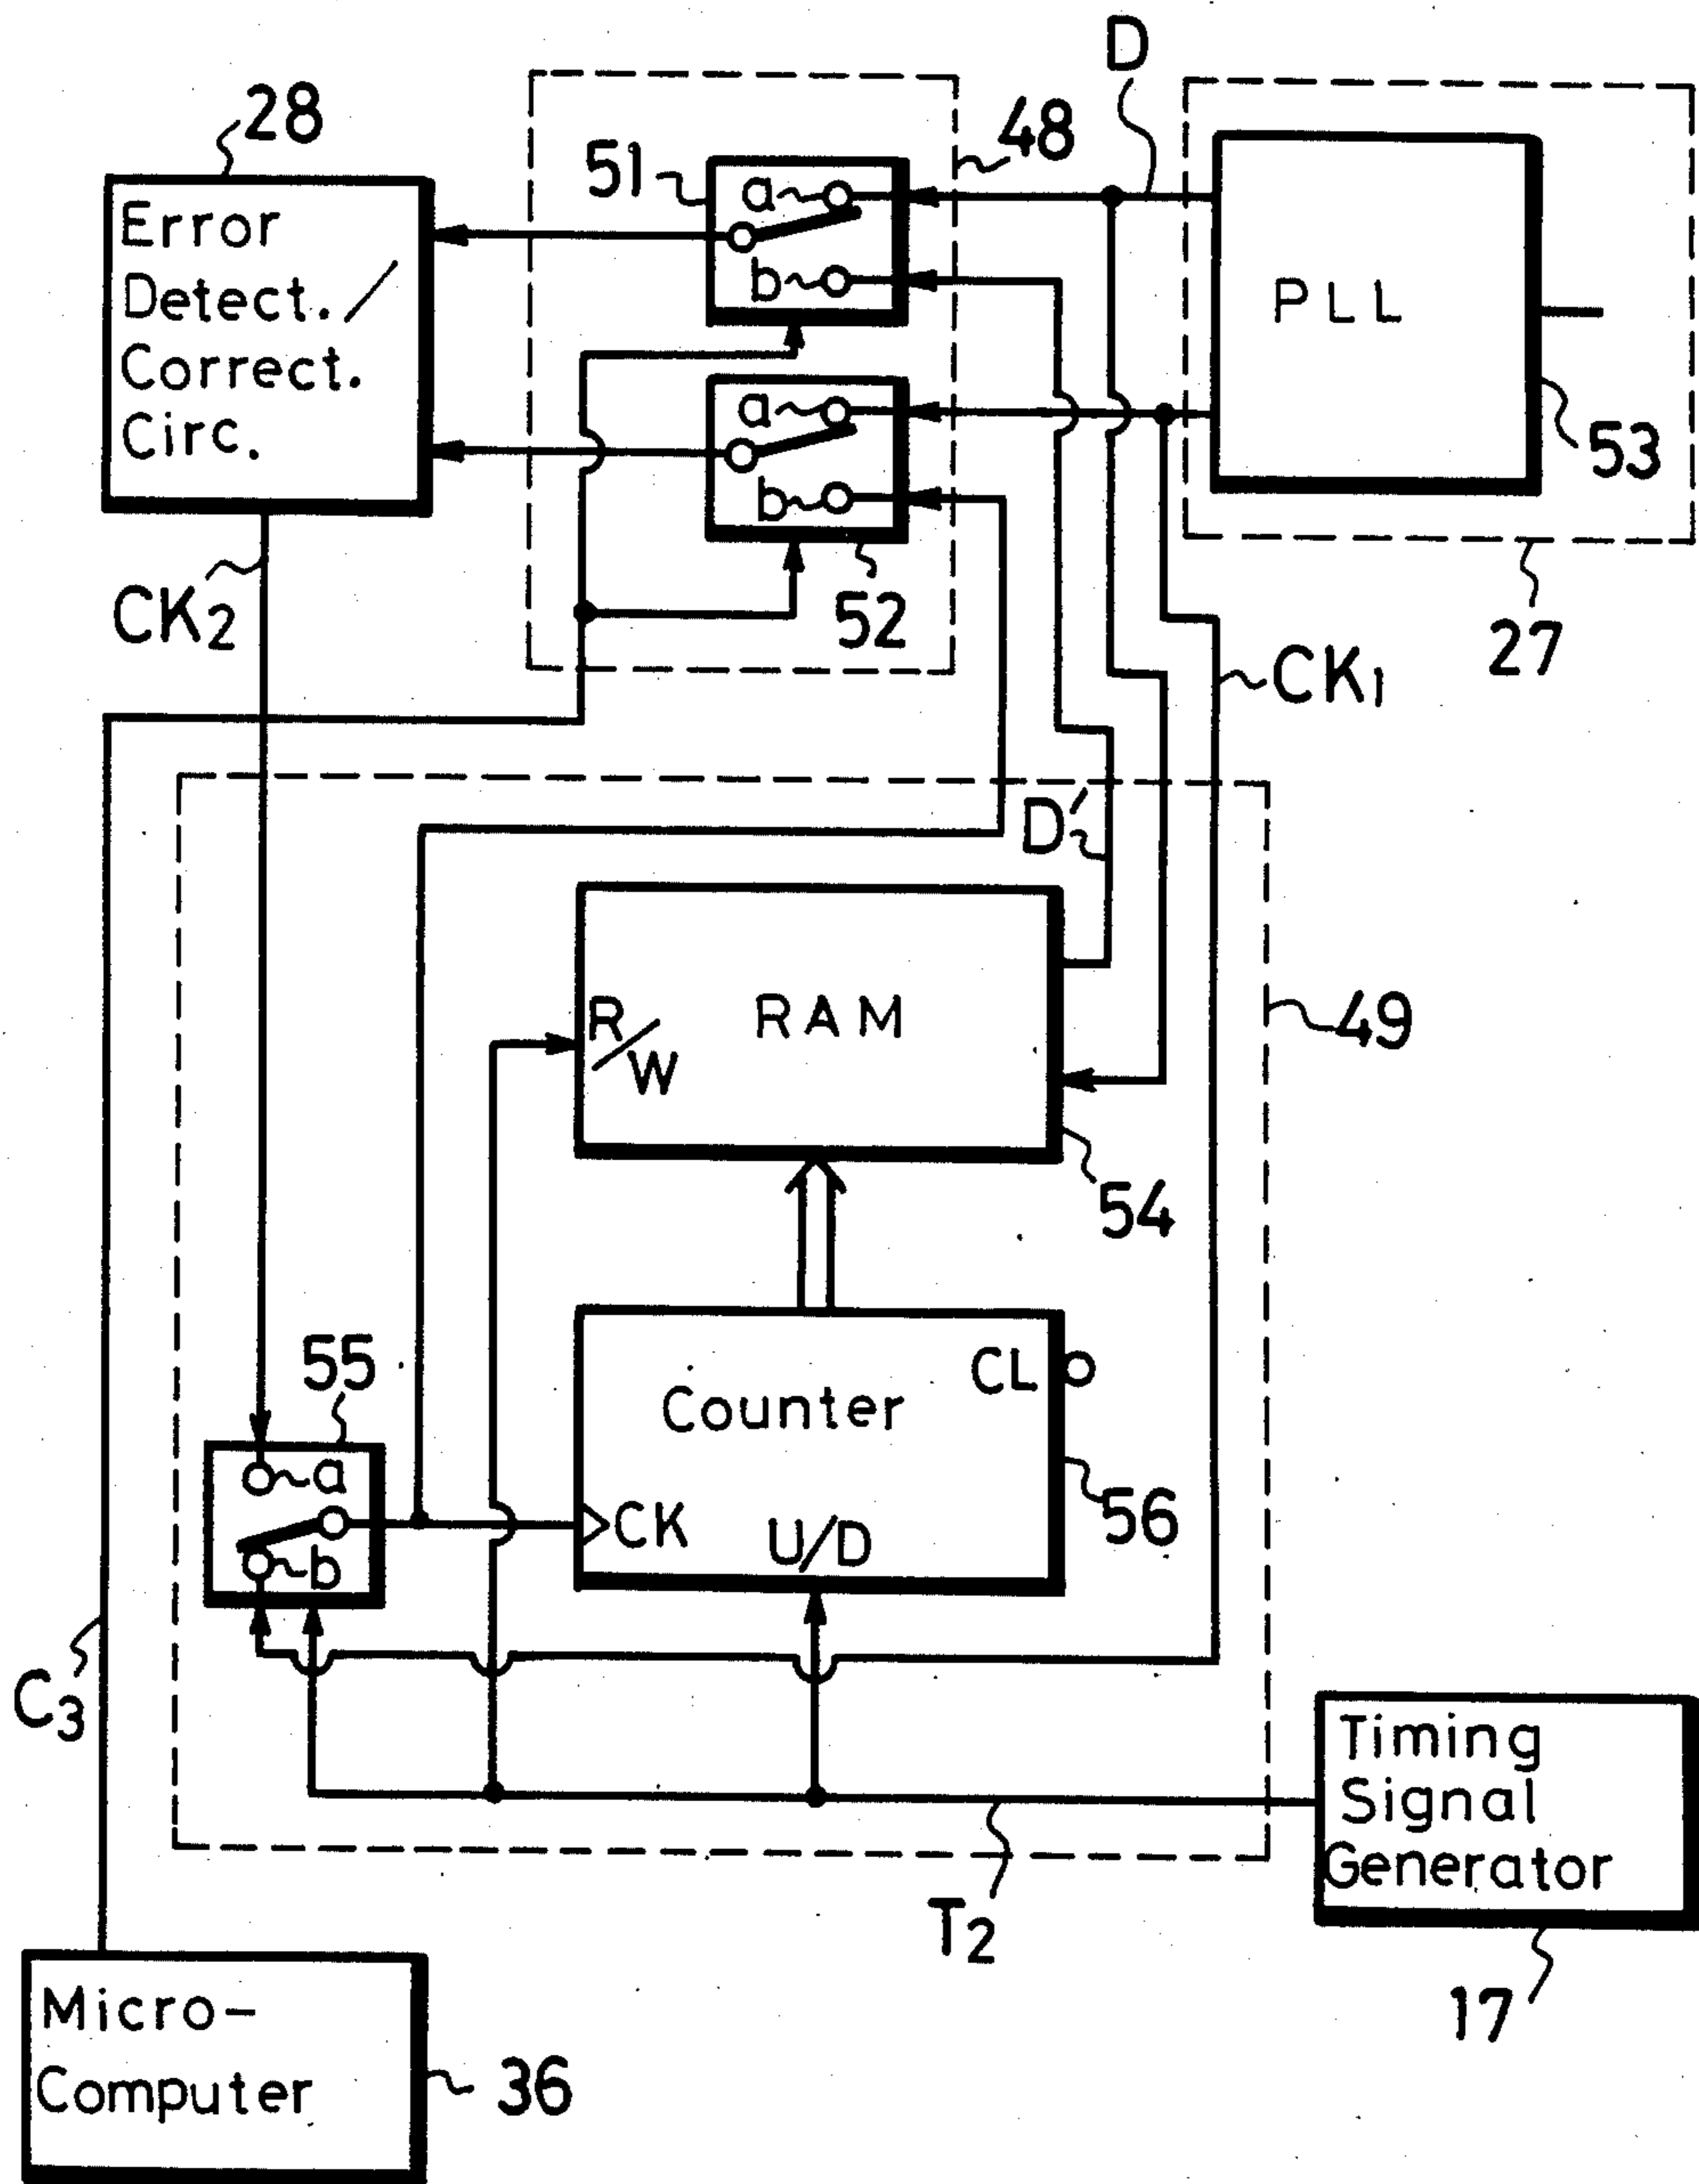 D
28
48
51
a
b
Error
Detect./
Correct.
Circ.
PLL
53
a
b
52
CK2
27
CK1
D'
RAM
R/W
49
54
55
a
b
Counter
CL
CK
U/D
56
C3
T2
Timing
Signal
Generator
17
Micro-
Computer
36